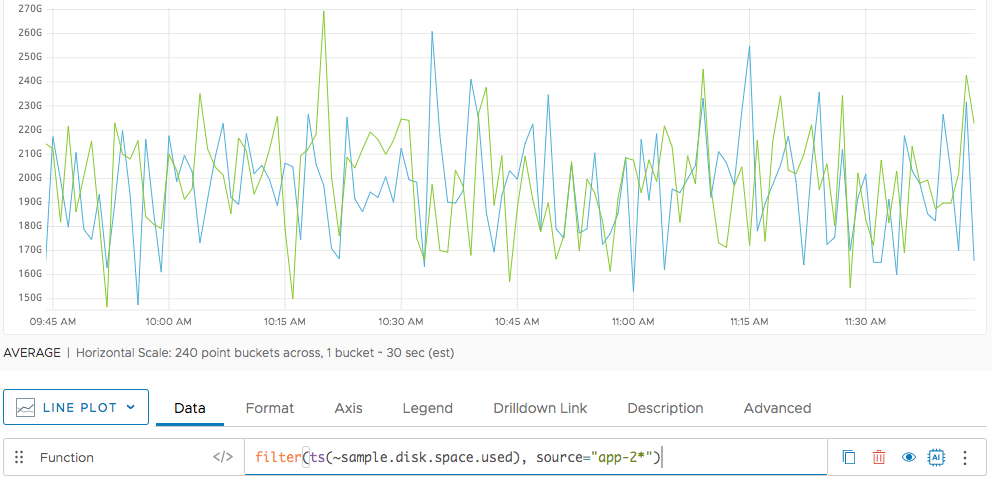 270G
260G
250G
240G
230G
220G
210G
200G
190G
180G
170G
160G
150G
09:45 AM 10:00 AM 10:15 AM 10:30 AM 10:45 AM 11:00 AM 11:15 AM 11:30 AM
AVERAGE | Horizontal Scale: 240 point buckets across, 1 bucket ~ 30 sec (est)
LINE PLOT Data Format Axis Legend Drilldown Link Description Advanced
Function </> filter(ts(~sample.disk.space.used), source="app-2*") AI